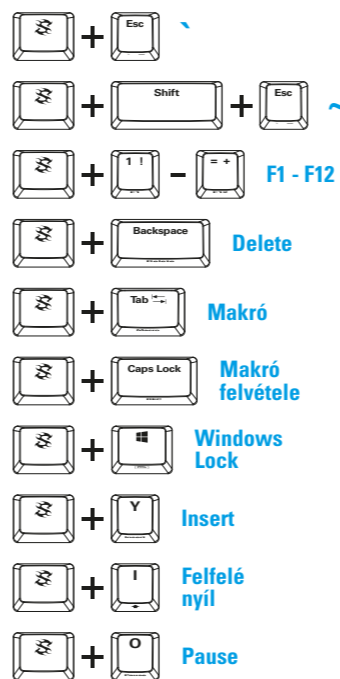 + Esc `
+ Shift + Esc ~
+ 1 ! - = + F1 - F12
+ Backspace Delete
+ Tab Makró
+ Caps Lock Makró
felvétele
+ Windows
Lock
+ Y Insert
+ I Felfelé
nyíl
+ O Pause